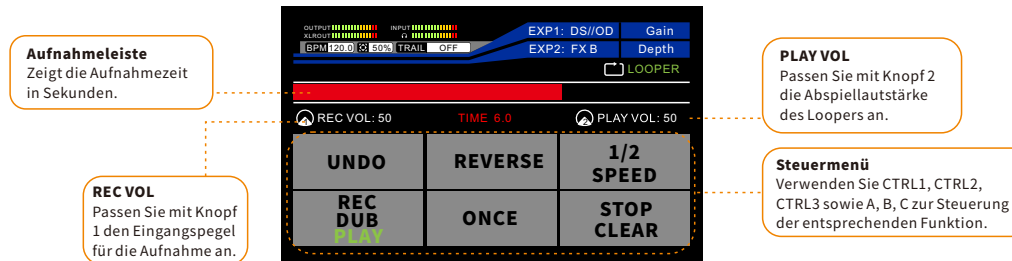 Aufnahmeleiste
Zeigt die Aufnahmezeit
in Sekunden.
REC VOL
Passen Sie mit Knopf
1 den Eingangspegel
für die Aufnahme an.
OUTPUT INPUT
XLROUT
BPM 120.0 50% TRAIL OFF
EXP1: DS//OD Gain
EXP2: FX B Depth
LOOPER
1 REC VOL: 50 TIME 6.0 2 PLAY VOL: 50
UNDO REVERSE 1/2
SPEED
REC
DUB
PLAY
ONCE
STOP
CLEAR
PLAY VOL
Passen Sie mit Knopf 2
die Abspiellautstärke
des Loopers an.
Steuermenü
Verwenden Sie CTRL1, CTRL2,
CTRL3 sowie A, B, C zur Steuerung
der entsprechenden Funktion.